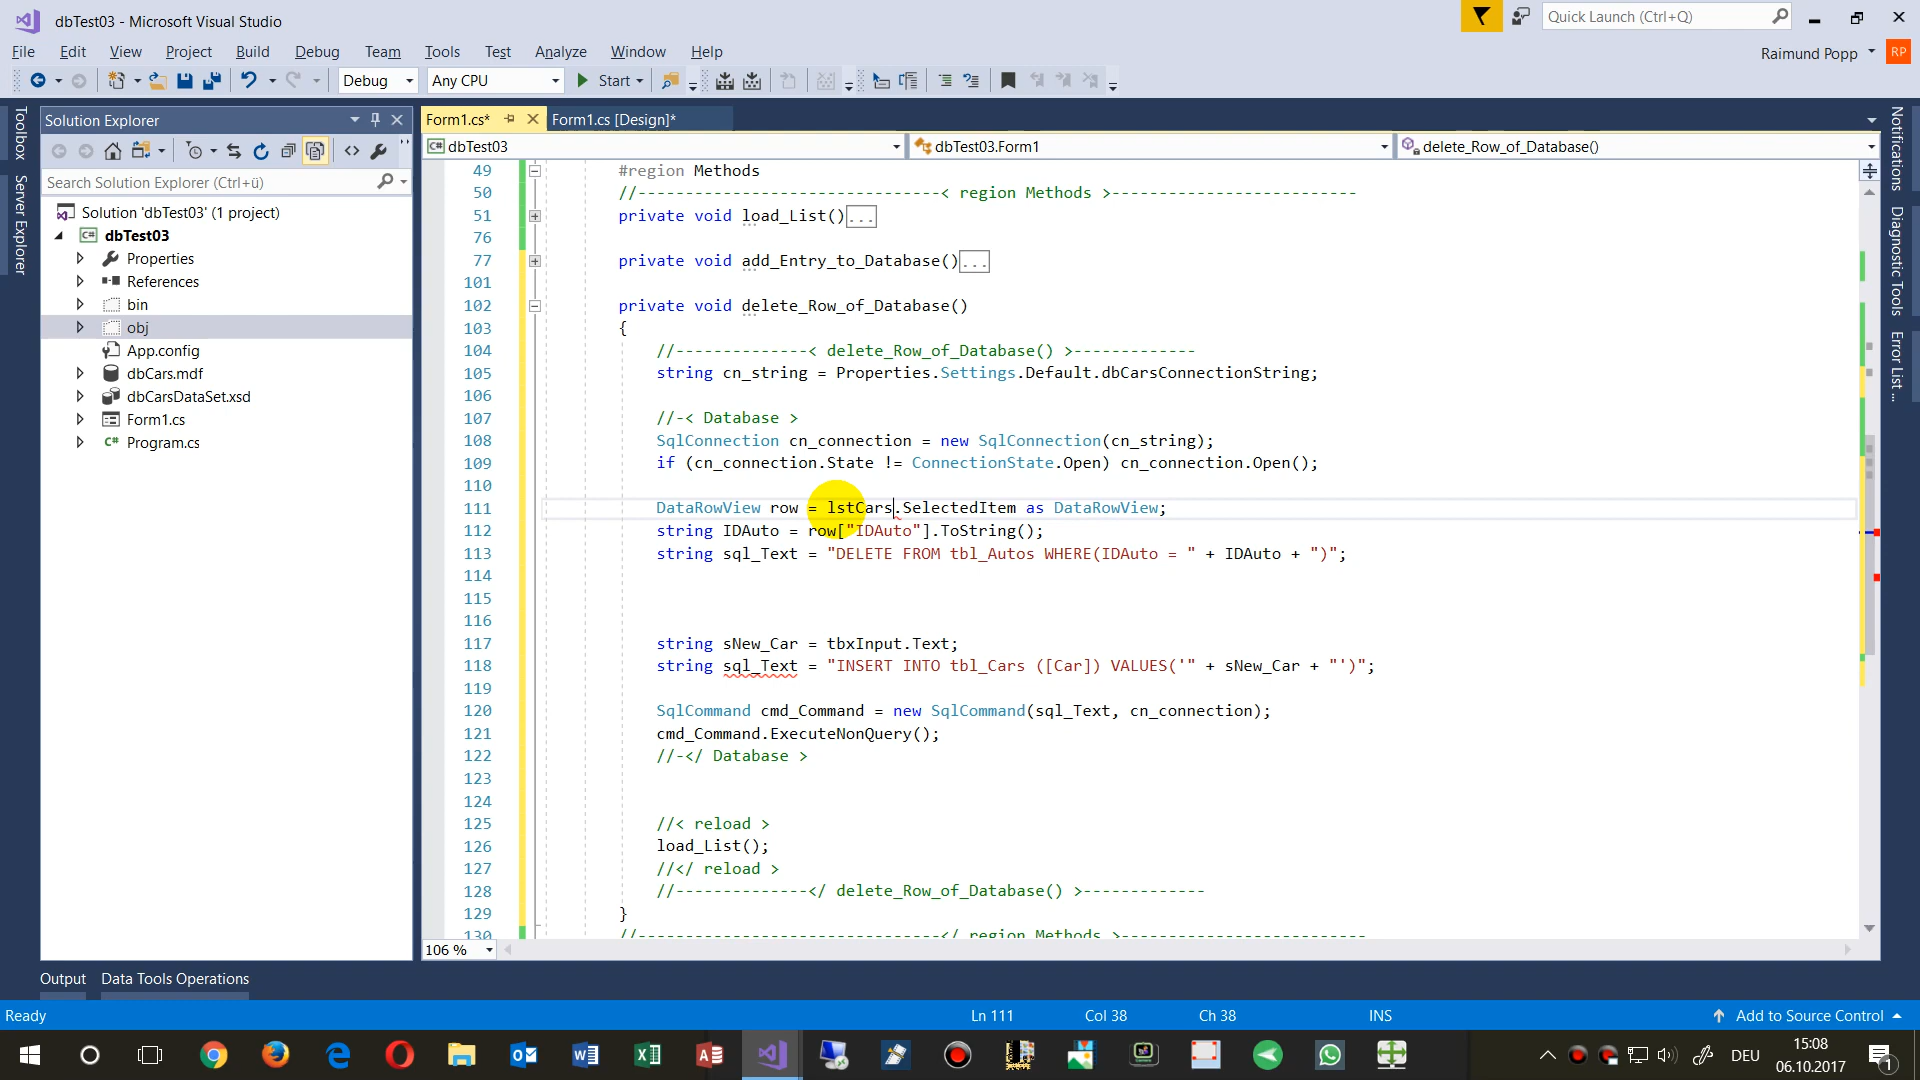 dbTest03 - Microsoft Visual Studio
Quick Launch (Ctrl+Q)
File Edit View Project Build Debug Team Tools Test Analyze Window Help
Raimund Popp RP
Debug Any CPU Start
Toolbox
Server Explorer
Solution Explorer
Search Solution Explorer (Ctrl+ü)
Solution 'dbTest03' (1 project)
C# dbTest03
Properties
References
bin
obj
App.config
dbCars.mdf
dbCarsDataSet.xsd
Form1.cs
C# Program.cs
Form1.cs* Form1.cs [Design]*
C# dbTest03 dbTest03.Form1 delete_Row_of_Database()
49 #region Methods
50 //--------------------------------< region Methods >--------------------------
51 private void load_List()...
76
77 private void add_Entry_to_Database()...
101
102 private void delete_Row_of_Database()
103 {
104 //--------------< delete_Row_of_Database() >-------------
105 string cn_string = Properties.Settings.Default.dbCarsConnectionString;
106
107 //-< Database >
108 SqlConnection cn_connection = new SqlConnection(cn_string);
109 if (cn_connection.State != ConnectionState.Open) cn_connection.Open();
110
111 DataRowView row = lstCars.SelectedItem as DataRowView;
112 string IDAuto = row["IDAuto"].ToString();
113 string sql_Text = "DELETE FROM tbl_Autos WHERE(IDAuto = " + IDAuto + ")";
114
115
116
117 string sNew_Car = tbxInput.Text;
118 string sql_Text = "INSERT INTO tbl_Cars ([Car]) VALUES('" + sNew_Car + "')";
119
120 SqlCommand cmd_Command = new SqlCommand(sql_Text, cn_connection);
121 cmd_Command.ExecuteNonQuery();
122 //-</ Database >
123
124
125 //< reload >
126 load_List();
127 //</ reload >
128 //--------------</ delete_Row_of_Database() >-------------
129 }
130 //--------------------------------</ region Methods >--------------------------
106 %
Notifications
Diagnostic Tools
Error List ...
Output Data Tools Operations
Ready Ln 111 Col 38 Ch 38 INS Add to Source Control
DEU
15:08
06.10.2017
1